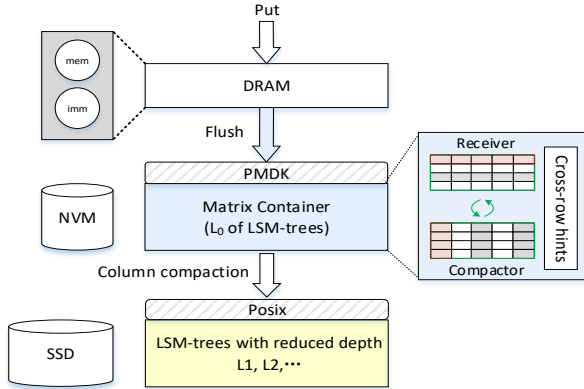 Put
mem
imm
DRAM
Flush
PMDK
NVM
Matrix Container
(L0 of LSM-trees)
Receiver
Compactor
Cross-row hints
Column compaction
Posix
SSD
LSM-trees with reduced depth
L1, L2,⋯